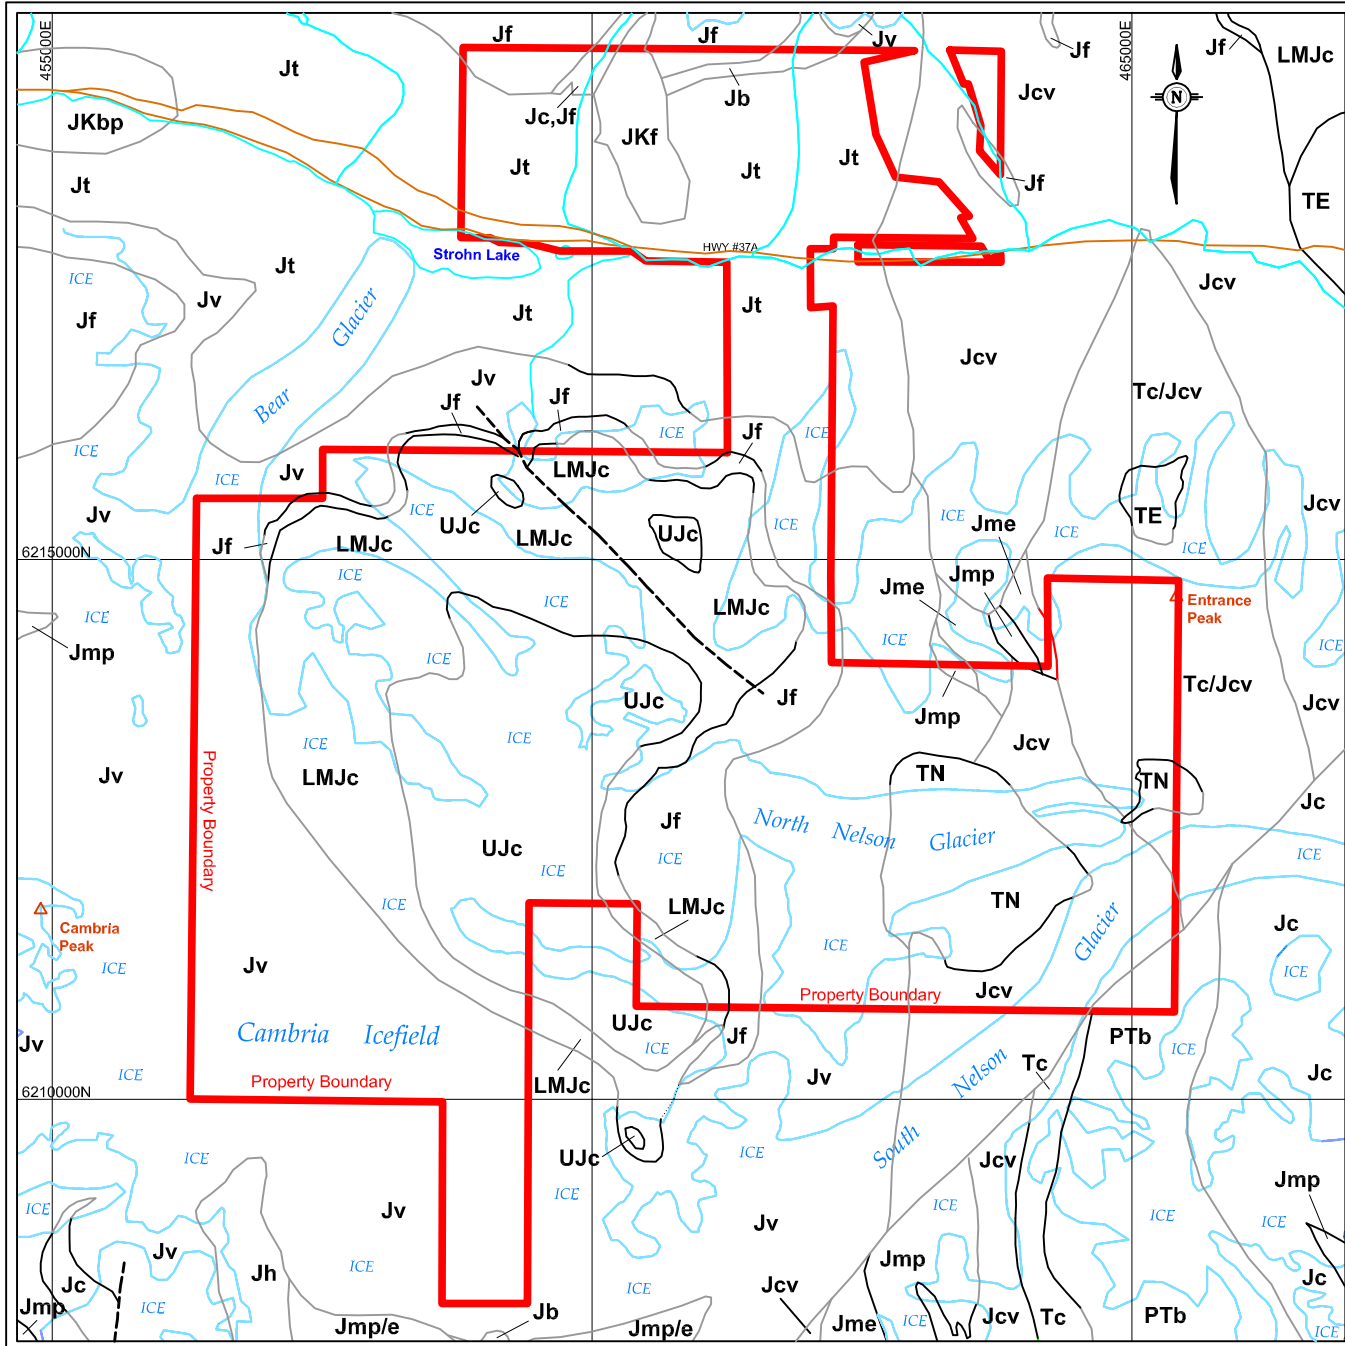 455000E
465000E
Jf
Jf
Jv
Jf
Jf
LMJc
Jt
Jcv
Jb
Jc,Jf
JKbp
JKf
Jt
Jt
Jt
Jt
Jf
TE
N
HWY #37A
Strohn Lake
Jt
ICE
Jv
Jcv
Jf
Glacier
Jt
Jt
Jcv
Jv
Tc/Jcv
Bear
Jf
Jf
ICE
ICE
Jf
ICE
Jv
LMJc
ICE
ICE
Jcv
Jv
ICE
UJc
LMJc
UJc
ICE
ICE
Jme
TE
ICE
ICE
Jf
LMJc
6215000N
ICE
Jmp
Jme
ICE
LMJc
Entrance
Peak
ICE
ICE
ICE
Jmp
ICE
Tc/Jcv
Jf
UJc
Jcv
Jmp
ICE
ICE
Jcv
Property Boundary
LMJc
Jv
TN
TN
Jc
Jf
North Nelson Glacier
UJc
ICE
ICE
ICE
ICE
LMJc
TN
Cambria
Peak
Jc
Glacier
ICE
Jv
ICE
ICE
Jcv
Property Boundary
UJc
Cambria Icefield
Jf
PTb
Jv
ICE
ICE
Nelson
Tc
ICE
Jv
Jc
Property Boundary
LMJc
6210000N
South
UJc
ICE
ICE
Jcv
Jmp
ICE
ICE
ICE
Jv
Jv
ICE
ICE
Jv
Jmp
ICE
Jh
ICE
Jc
Jcv
Jc
Jmp
ICE
Jb
Jmp/e
Jmp/e
Jme
ICE
Jcv
Tc
PTb
ICE